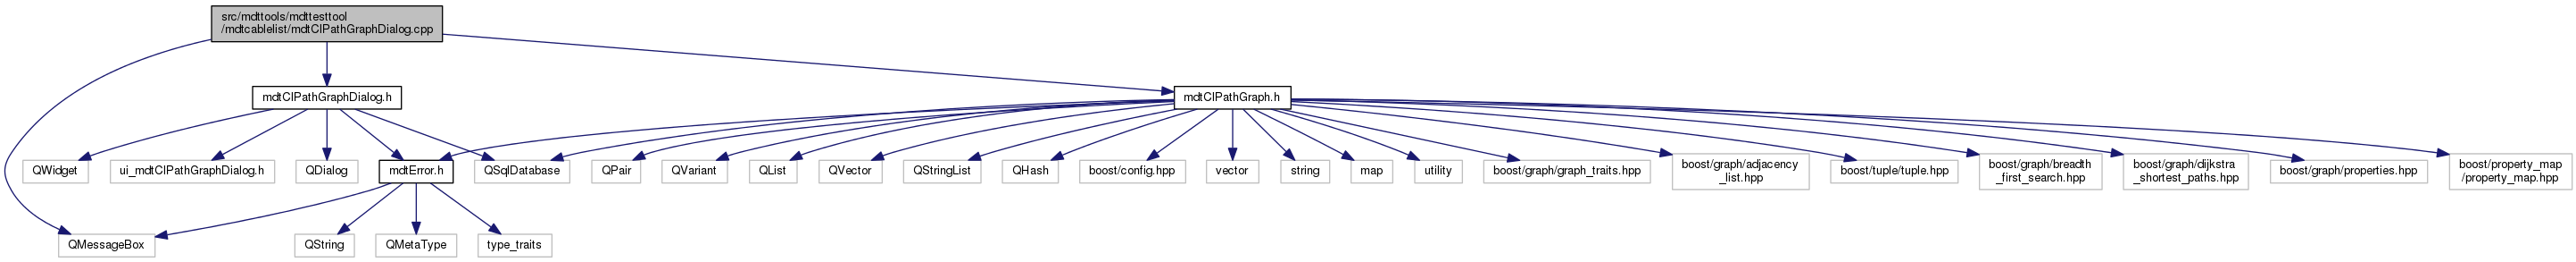 src/mdttools/mdttesttool
/mdtcablelist/mdtClPathGraphDialog.cpp
mdtClPathGraphDialog.h
mdtClPathGraph.h
QWidget
ui_mdtClPathGraphDialog.h
QDialog
mdtError.h
QSqlDatabase
QPair
QVariant
QList
QVector
QStringList
QHash
boost/config.hpp
vector
string
map
utility
boost/graph/graph_traits.hpp
boost/graph/adjacency
_list.hpp
boost/tuple/tuple.hpp
boost/graph/breadth
_first_search.hpp
boost/graph/dijkstra
_shortest_paths.hpp
boost/graph/properties.hpp
boost/property_map
/property_map.hpp
QMessageBox
QString
QMetaType
type_traits